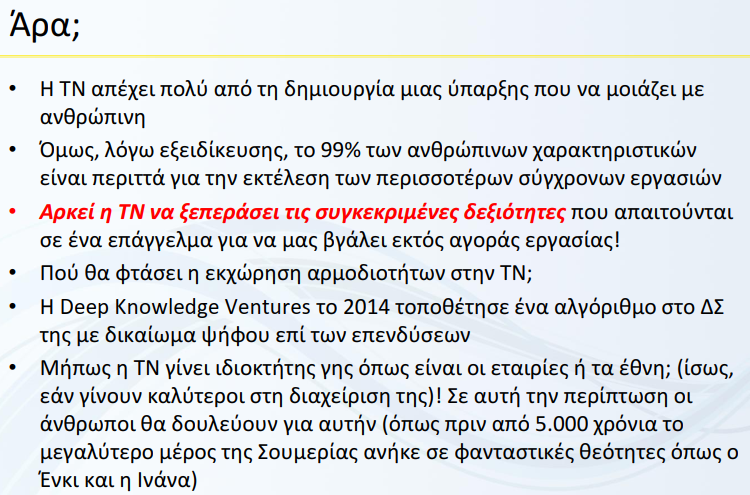 Άρα;
• Η ΤΝ απέχει πολύ από τη δημιουργία μιας ύπαρξης που να μοιάζει με
ανθρώπινη
• Όμως, λόγω εξειδίκευσης, το 99% των ανθρώπινων χαρακτηριστικών
είναι περιττά για την εκτέλεση των περισσοτέρων σύγχρονων εργασιών
• Αρκεί η ΤΝ να ξεπεράσει τις συγκεκριμένες δεξιότητες που απαιτούνται
σε ένα επάγγελμα για να μας βγάλει εκτός αγοράς εργασίας!
• Πού θα φτάσει η εκχώρηση αρμοδιοτήτων στην ΤΝ;
• Η Deep Knowledge Ventures το 2014 τοποθέτησε ένα αλγόριθμο στο ΔΣ
της με δικαίωμα ψήφου επί των επενδύσεων
• Μήπως η ΤΝ γίνει ιδιοκτήτης γης όπως είναι οι εταιρίες ή τα έθνη; (ίσως,
εάν γίνουν καλύτεροι στη διαχείριση της)! Σε αυτή την περίπτωση οι
άνθρωποι θα δουλεύουν για αυτήν (όπως πριν από 5.000 χρόνια το
μεγαλύτερο μέρος της Σουμερίας ανήκε σε φανταστικές θεότητες όπως ο
Ένκι και η Ινάνα)